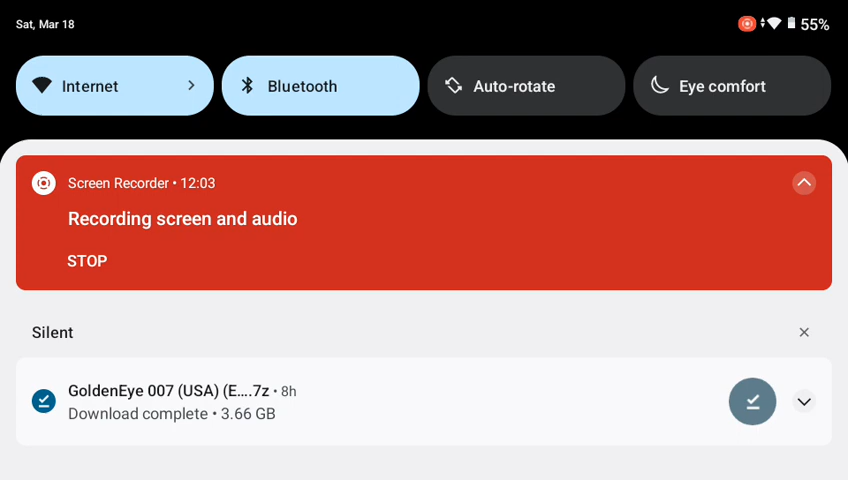 Sat, Mar 18
55%
Internet
Bluetooth
Auto-rotate
Eye comfort
Screen Recorder • 12:03
Recording screen and audio
STOP
Silent
GoldenEye 007 (USA) (E....7z • 8h
Download complete • 3.66 GB